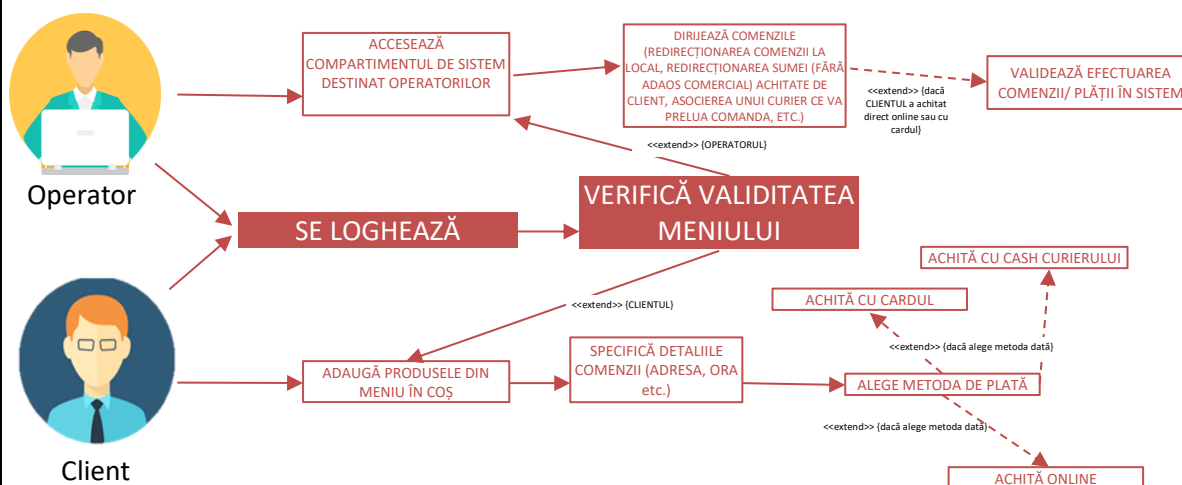 ACCESEAZĂ
COMPARTIMENTUL DE SISTEM
DESTINAT OPERATORILOR
DIRIJEAZĂ COMENZILE
(REDIRECȚIONAREA COMENZII LA
LOCAL, REDIRECȚIONAREA SUMEI (FĂRĂ
ADAOS COMERCIAL) ACHITATE DE
CLIENT, ASOCIEREA UNUI CURIER CE VA
PRELUA COMANDA, ETC.)
<<extend>> {dacă
CLIENTUL a achitat
direct online sau cu
cardul}
VALIDEAZĂ EFECTUAREA
COMENZII/ PLĂȚII ÎN SISTEM
<<extend>> {OPERATORUL}
Operator
SE LOGHEAZĂ
VERIFICĂ VALIDITATEA
MENIULUI
ACHITĂ CU CASH CURIERULUI
ACHITĂ CU CARDUL
<<extend>> {CLIENTUL}
<<extend>> {dacă alege metoda dată}
ADAUGĂ PRODUSELE DIN
MENIU ÎN COȘ
SPECIFICĂ DETALIILE
COMENZII (ADRESA, ORA
etc.)
ALEGE METODA DE PLATĂ
<<extend>> {dacă alege metoda dată}
Client
ACHITĂ ONLINE